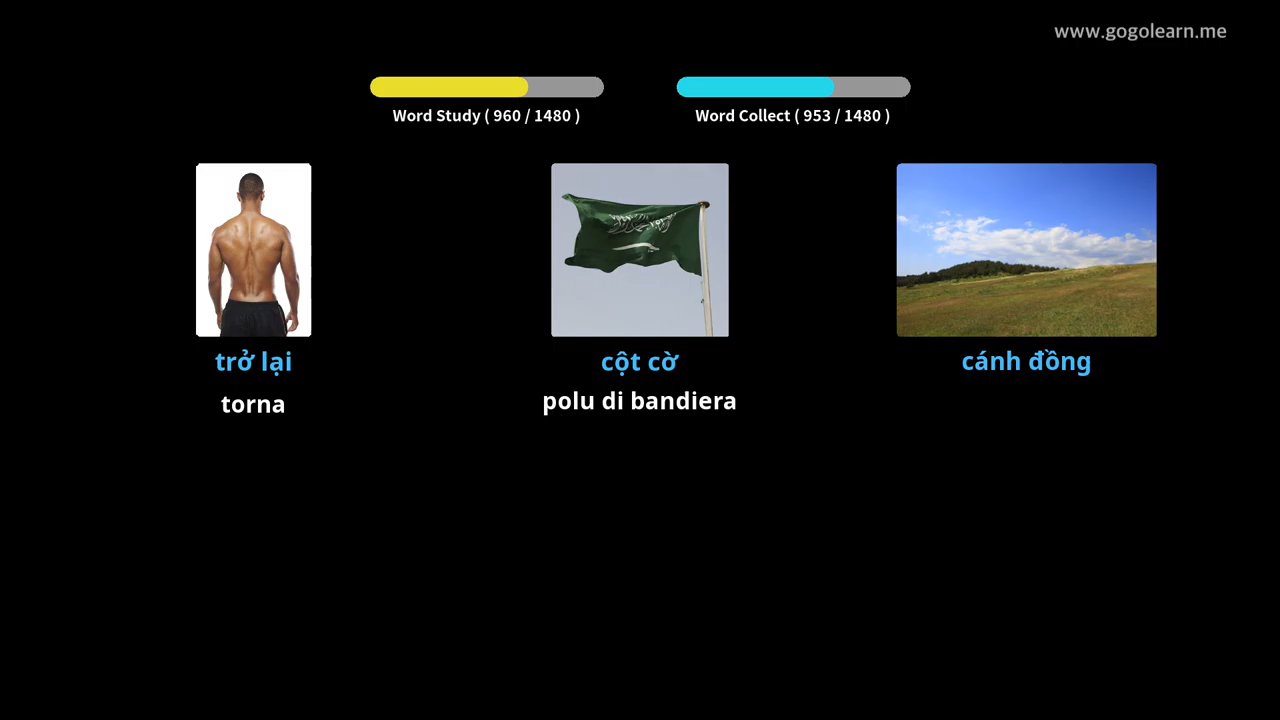 www.gogolearn.me
Word Study ( 960 / 1480 )
Word Collect ( 953 / 1480 )
trở lại
cột cờ
cánh đồng
torna
polu di bandiera